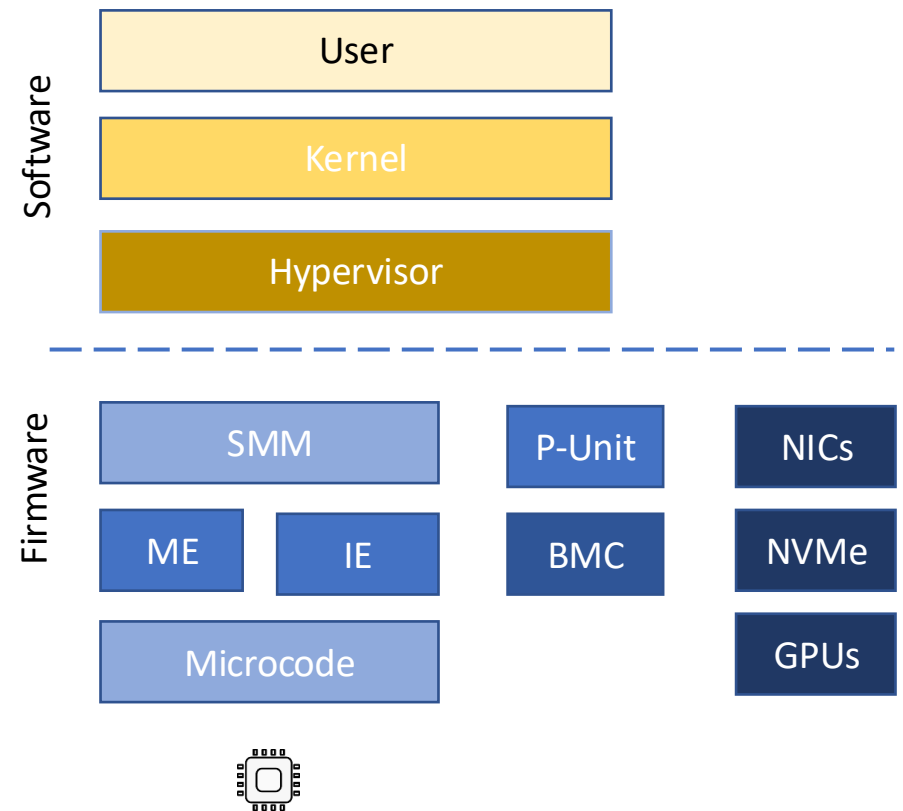 Software
User
Kernel
Hypervisor
Firmware
SMM
P-Unit
NICs
ME
IE
BMC
NVMe
Microcode
GPUs